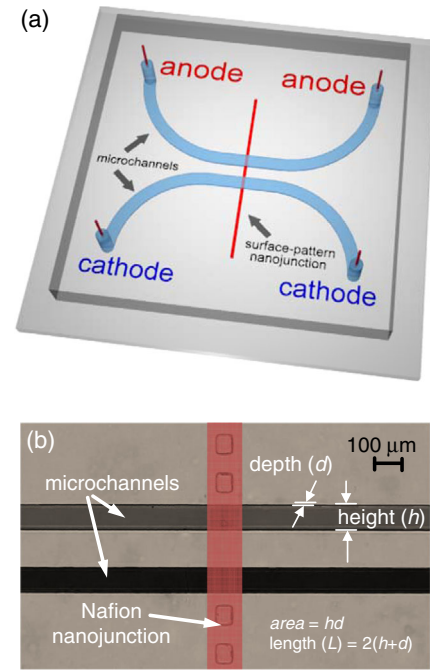 (a)
anode anode
microchannels
surface-pattern
nanojunction
cathode
cathode
(b)
100 μm
depth (d)
microchannels
height (h)
Nafion
nanojunction
area = hd
length (L) = 2(h+d)